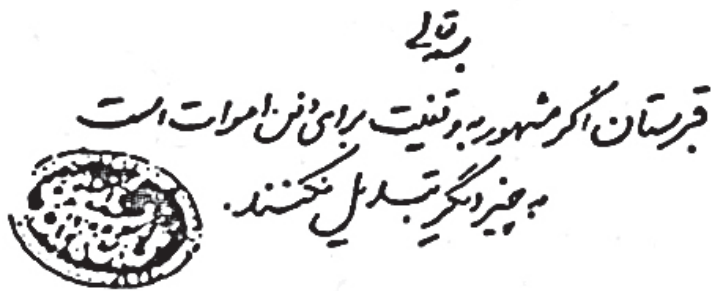 بسمه تعالی
قبرستان اگر مشهور به وقفیت برای دفن اموات است
به چیز دیگر تبدیل نکنند.